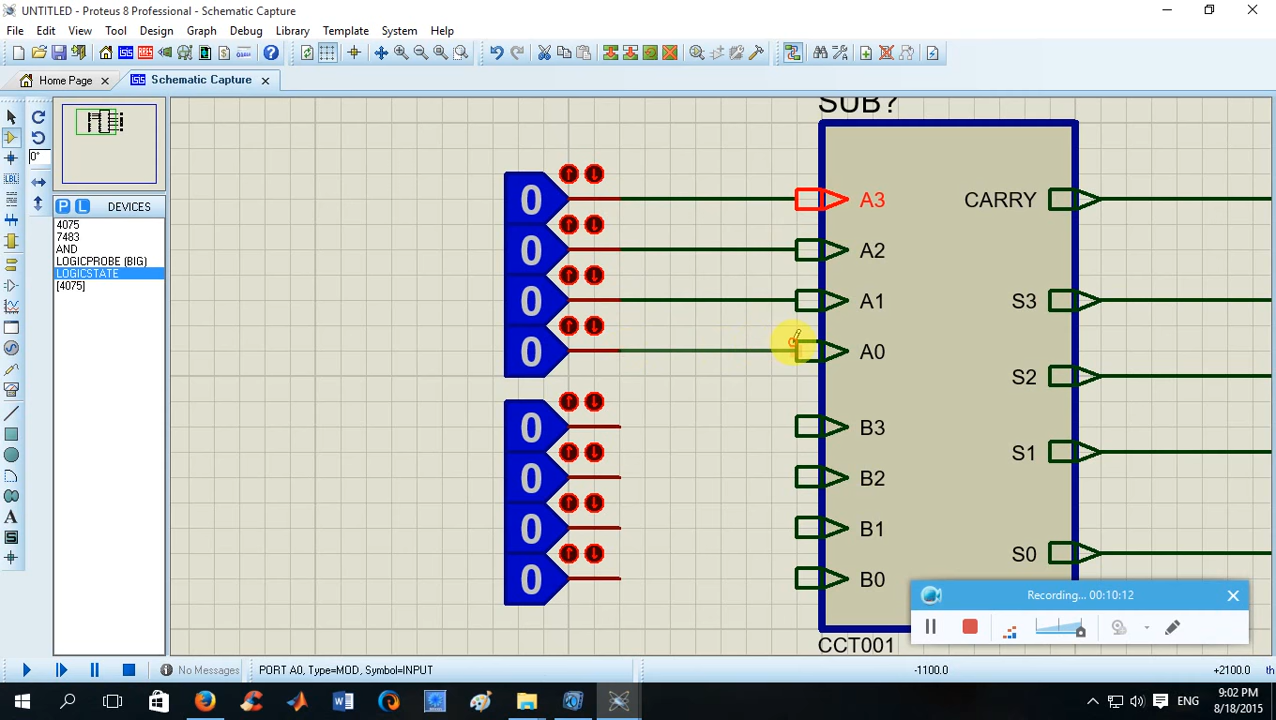 UNTITLED - Proteus 8 Professional - Schematic Capture
File Edit View Tool Design Graph Debug Library Template System Help
Home Page Schematic Capture
SUB?
0°
P L DEVICES
4075
7483
AND
LOGICPROBE (BIG)
LOGICSTATE
[4075]
LBL
A
0 A3 CARRY
0 A2
0 A1 S3
0 A0 S2
0 B3
0 B2 S1
0 B1
0 B0 S0
Recording... 00:10:12
CCT001
No Messages PORT A0, Type=MOD, Symbol=INPUT -1100.0 +2100.0 th
ENG 9:02 PM
8/18/2015